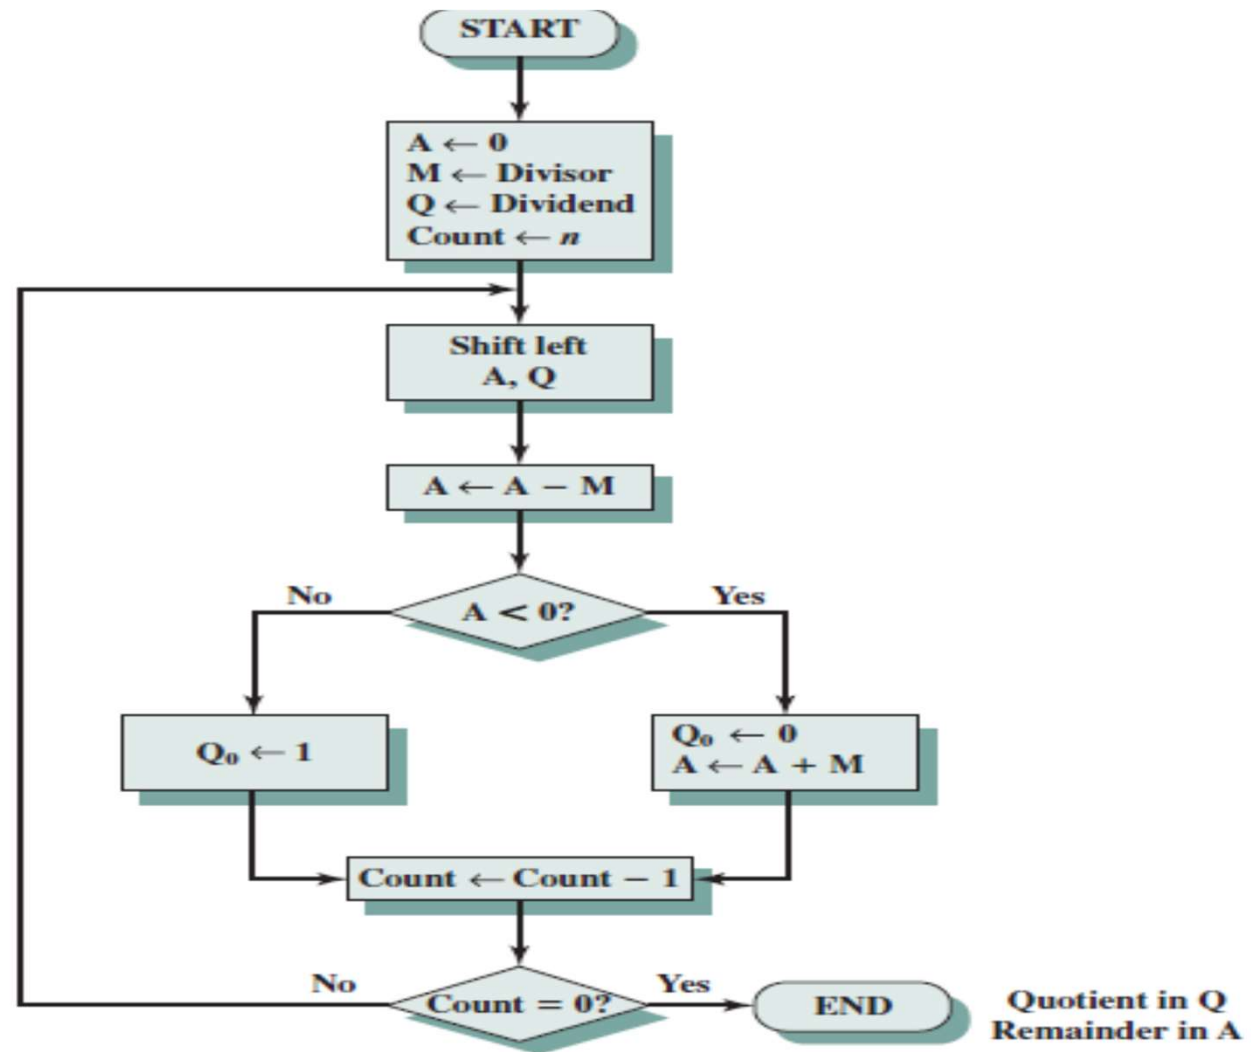 START
A ← 0
M ← Divisor
Q ← Dividend
Count ← n
Shift left
A, Q
A ← A − M
No
A < 0?
Yes
Q₀ ← 1
Q₀ ← 0
A ← A + M
Count ← Count − 1
No
Count = 0?
Yes
END
Quotient in Q
Remainder in A